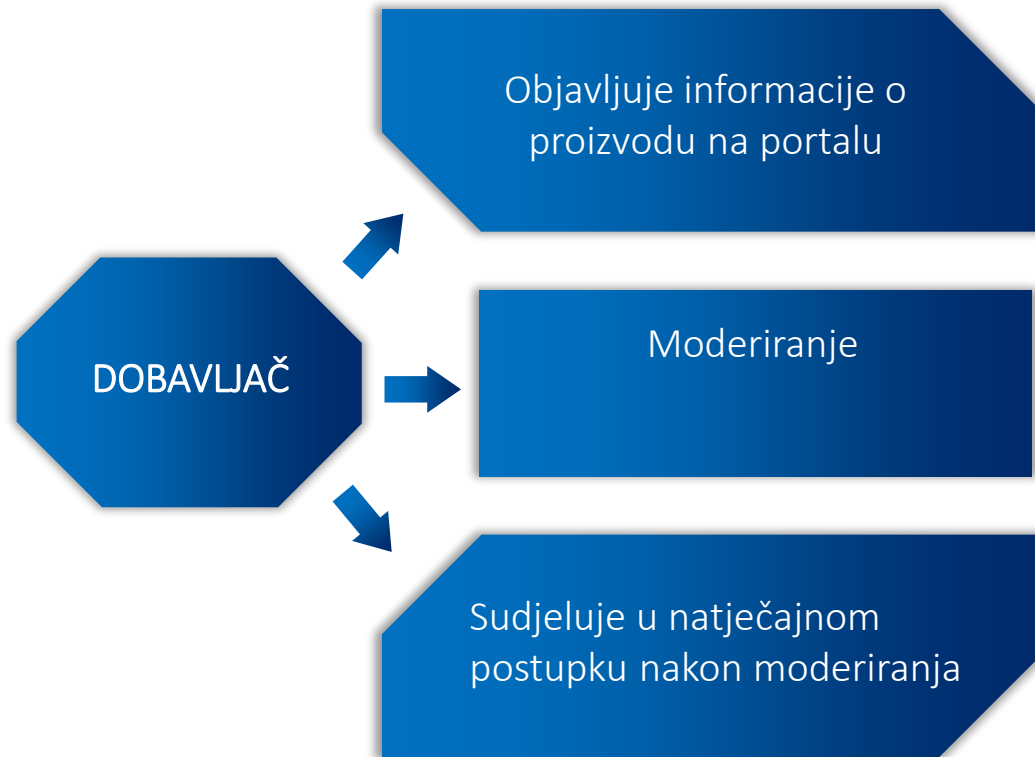 Objavljuje informacije o
proizvodu na portalu
DOBAVLJAČ
Moderiranje
Sudjeluje u natječajnom
postupku nakon moderiranja